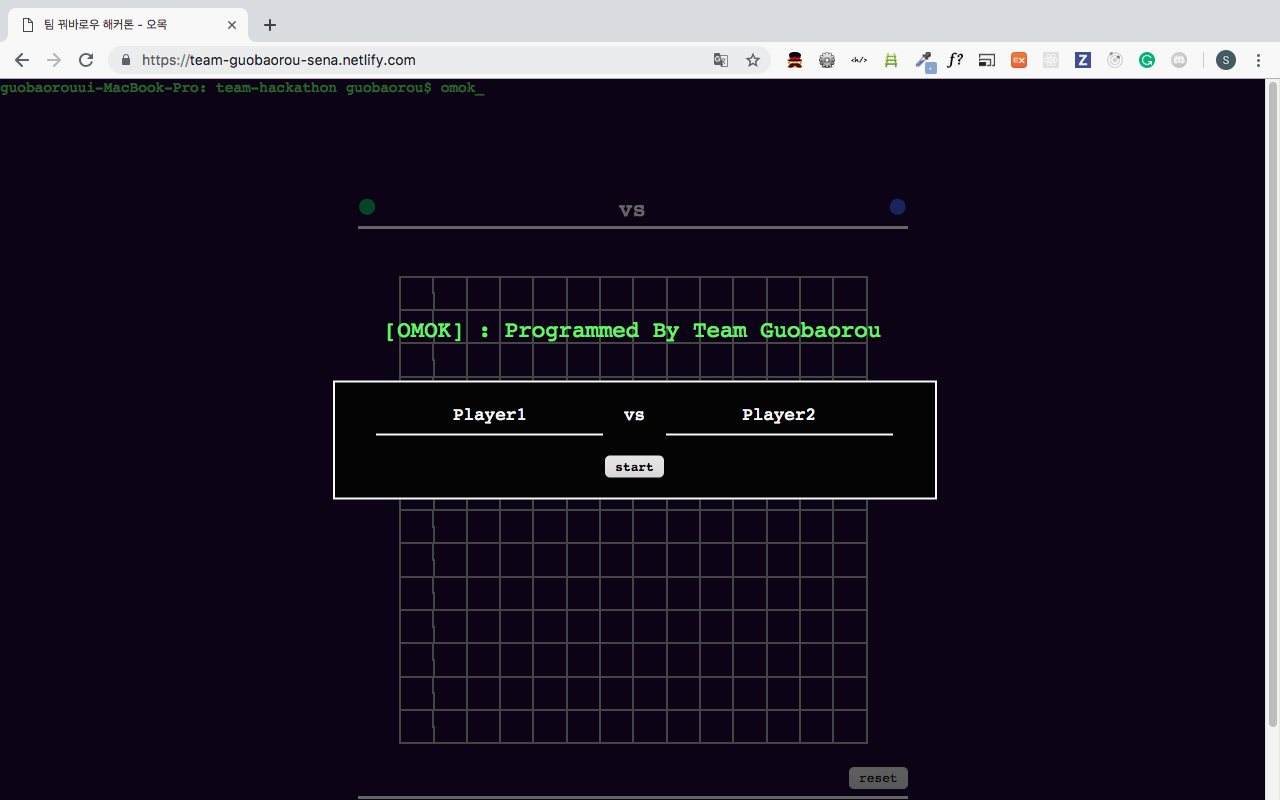 팀 꿔바로우 해커톤 - 오목
https://team-guobaorou-sena.netlify.com
guobaorouui-MacBook-Pro: team-hackathon guobaorou$ omok_
vs
[OMOK] : Programmed By Team Guobaorou
Player1 vs Player2
start
reset